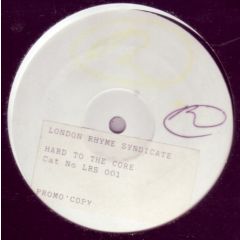 LONDON RHYME SYNDICATE
HARD TO THE CORE
Cat No LRS 001
PROMO COPY